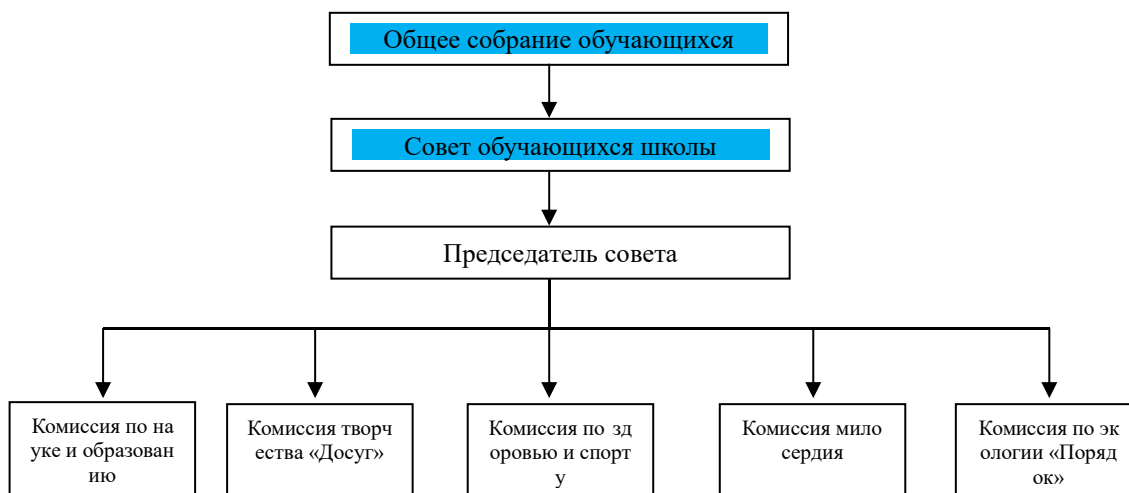 Общее собрание обучающихся
Совет обучающихся школы
Председатель совета
Комиссия по на
уке и образован
ию
Комиссия творч
ества «Досуг»
Комиссия по зд
оровью и спорт
у
Комиссия мило
сердия
Комиссия по эк
ологии «Поряд
ок»